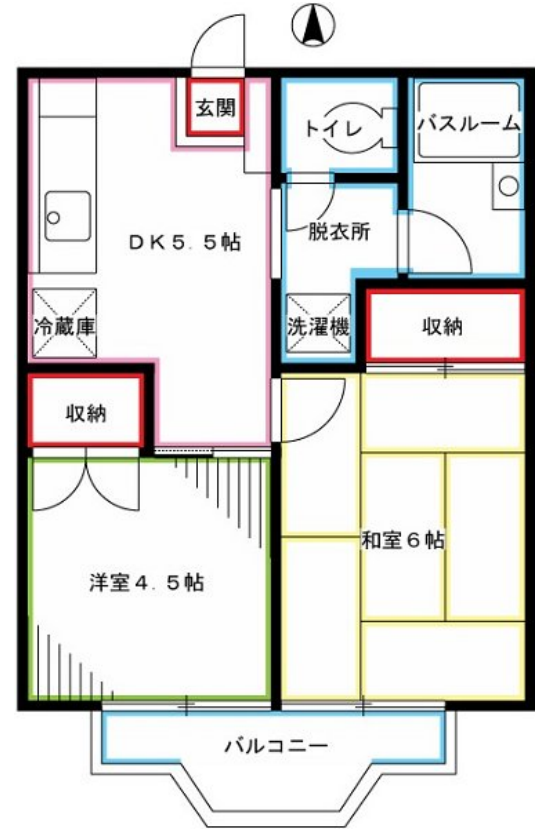 玄関
トイレ
バスルーム
DK5.5帖
脱衣所
冷蔵庫
洗濯機
収納
収納
和室6帖
洋室4.5帖
バルコニー